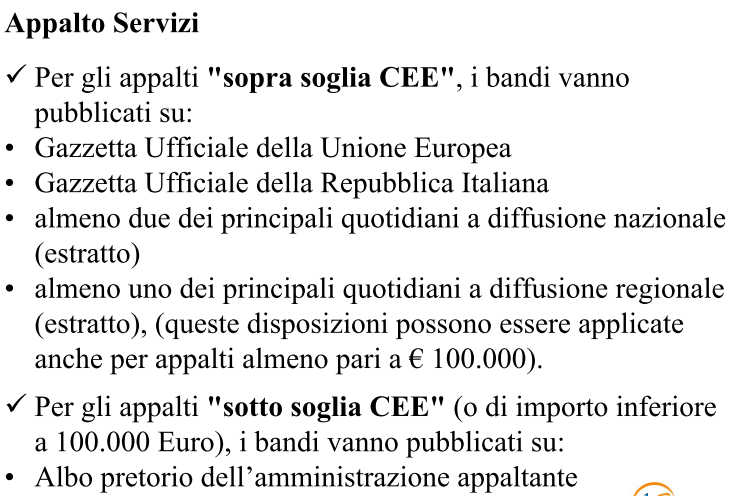 Appalto Servizi
✓ Per gli appalti "sopra soglia CEE", i bandi vanno
pubblicati su:
• Gazzetta Ufficiale della Unione Europea
• Gazzetta Ufficiale della Repubblica Italiana
• almeno due dei principali quotidiani a diffusione nazionale
(estratto)
• almeno uno dei principali quotidiani a diffusione regionale
(estratto), (queste disposizioni possono essere applicate
anche per appalti almeno pari a € 100.000).
✓ Per gli appalti "sotto soglia CEE" (o di importo inferiore
a 100.000 Euro), i bandi vanno pubblicati su:
• Albo pretorio dell’amministrazione appaltante